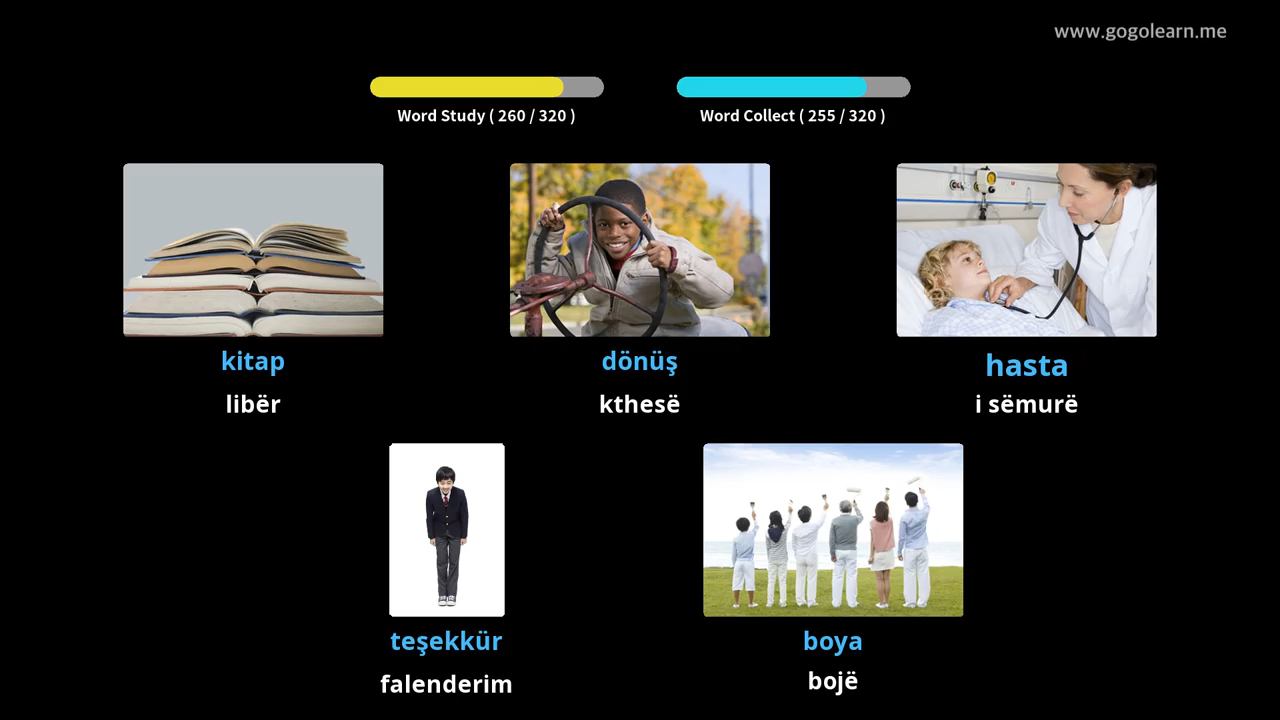 www.gogolearn.me
Word Study ( 260 / 320 )
Word Collect ( 255 / 320 )
kitap
libër
dönüş
kthesë
hasta
i sëmurë
teşekkür
falenderim
boya
bojë